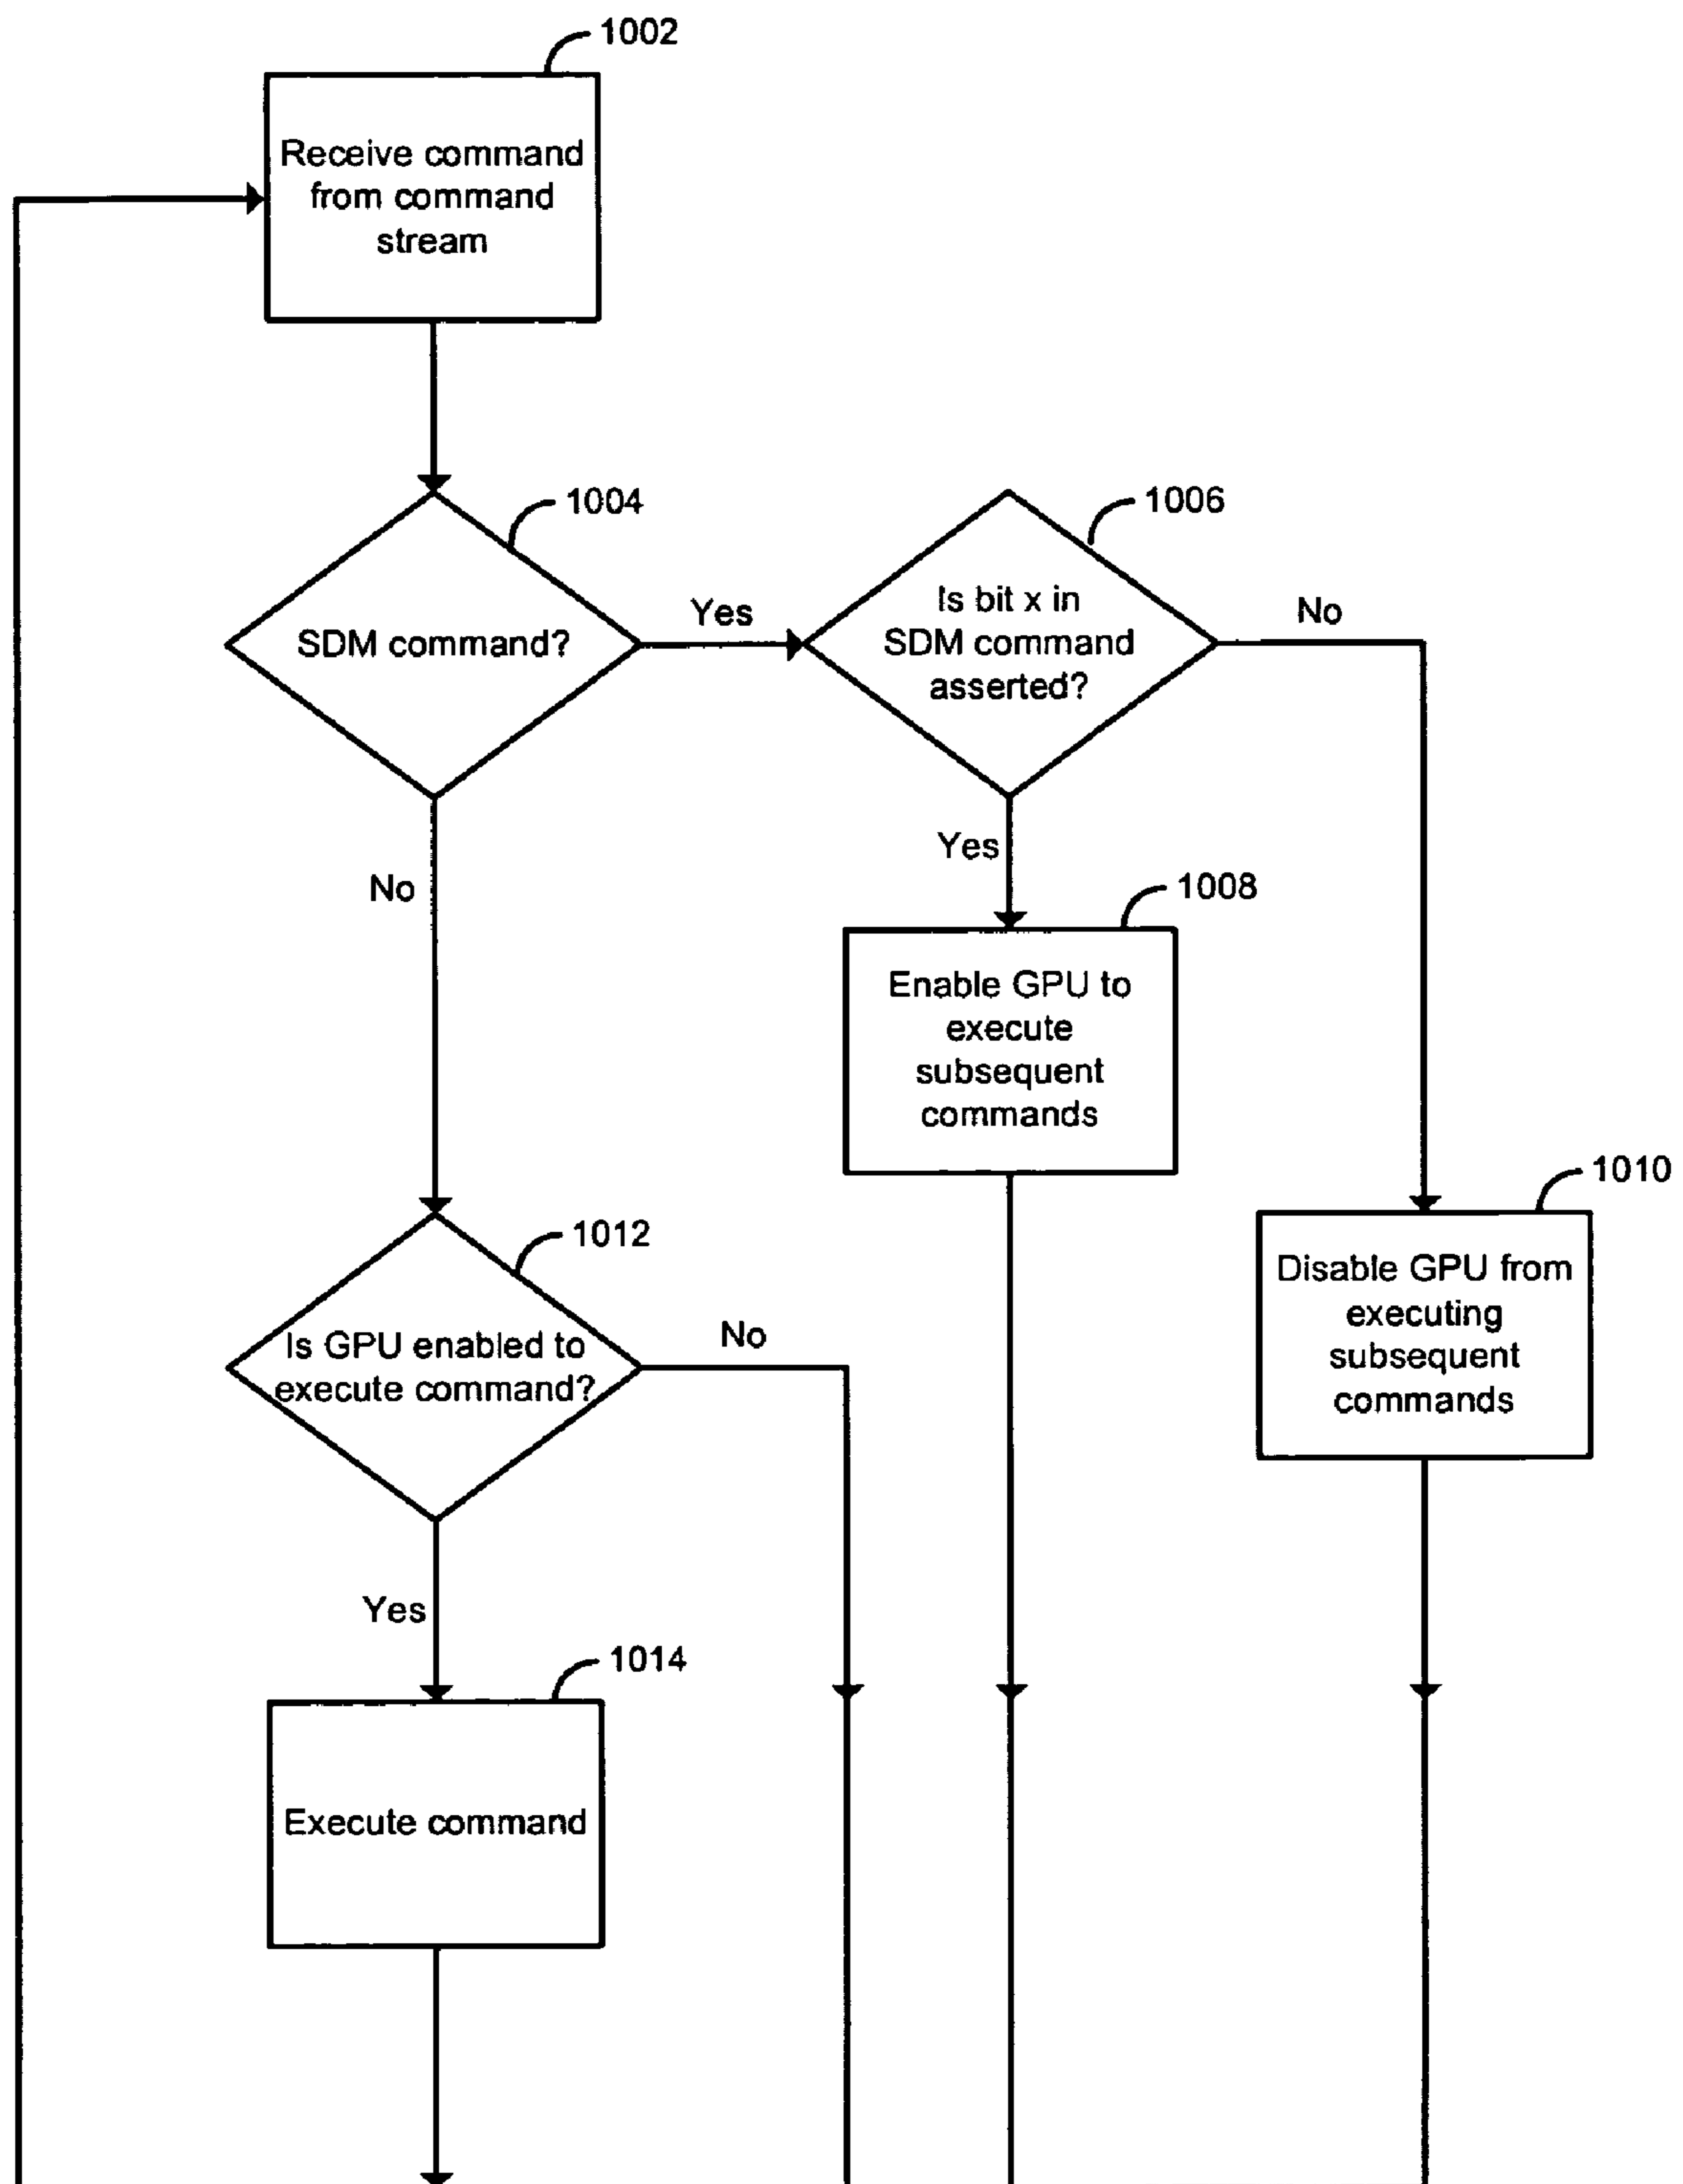 1002
Receive command
from command
stream
1004
SDM command?
Yes
1006
Is bit x in
SDM command
asserted?
No
Yes
No
1008
Enable GPU to
execute
subsequent
commands
1010
Disable GPU from
executing
subsequent
commands
1012
Is GPU enabled to
execute command?
No
Yes
1014
Execute command